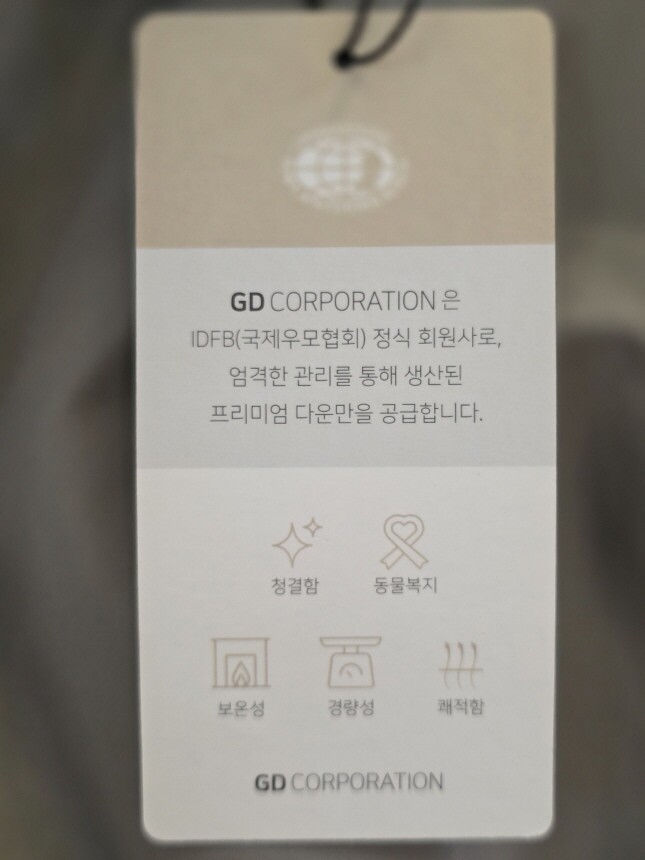 GD CORPORATION 은
IDFB(국제우모협회) 정식 회원사로,
엄격한 관리를 통해 생산된
프리미엄 다운만을 공급합니다.
청결함 동물복지
보온성 경량성 쾌적함
GD CORPORATION